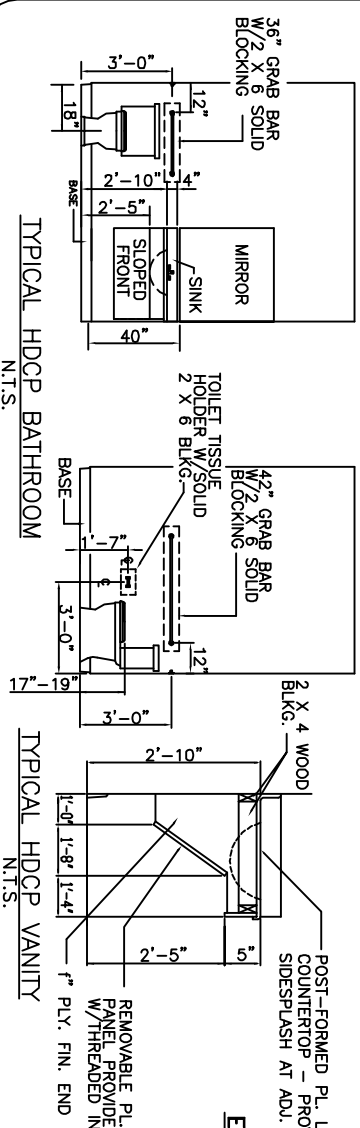 36" GRAB BAR
W/2 X 6 SOLID
BLOCKING
12"
3'-0"
18"
2'-10"
4"
2'-5"
BASE
MIRROR
SINK
SLOPED
FRONT
40"
TYPICAL HDCP BATHROOM
N.T.S.
42" GRAB BAR
W/2 X 6 SOLID
BLOCKING
TOILET TISSUE
HOLDER W/SOLID
2 X 6 BLKG.
BASE
1'-7"
3'-0"
12"
17"-19"
3'-0"
2 X 4 WOOD
BLKG.
2'-10"
1'-0"
1'-8"
1'-4"
2'-5"
5"
POST-FORMED PL. L
COUNTERTOP - PRO
SIDESPLASH AT ADJ.
REMOVABLE PL.
PANEL PROVIDE
W/THREADED IN
f" PLY. FIN. END
TYPICAL HDCP VANITY
N.T.S.
E